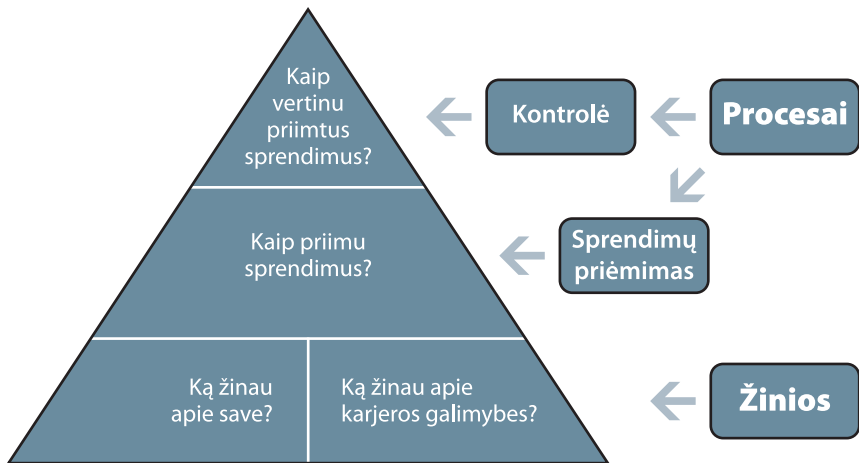 Kaip
vertinu
priimtus
sprendimus?
Kontrolė
Procesai
Kaip priimu
sprendimus?
Sprendimų
priėmimas
Ką žinau
apie save?
Ką žinau apie
karjeros galimybes?
Žinios